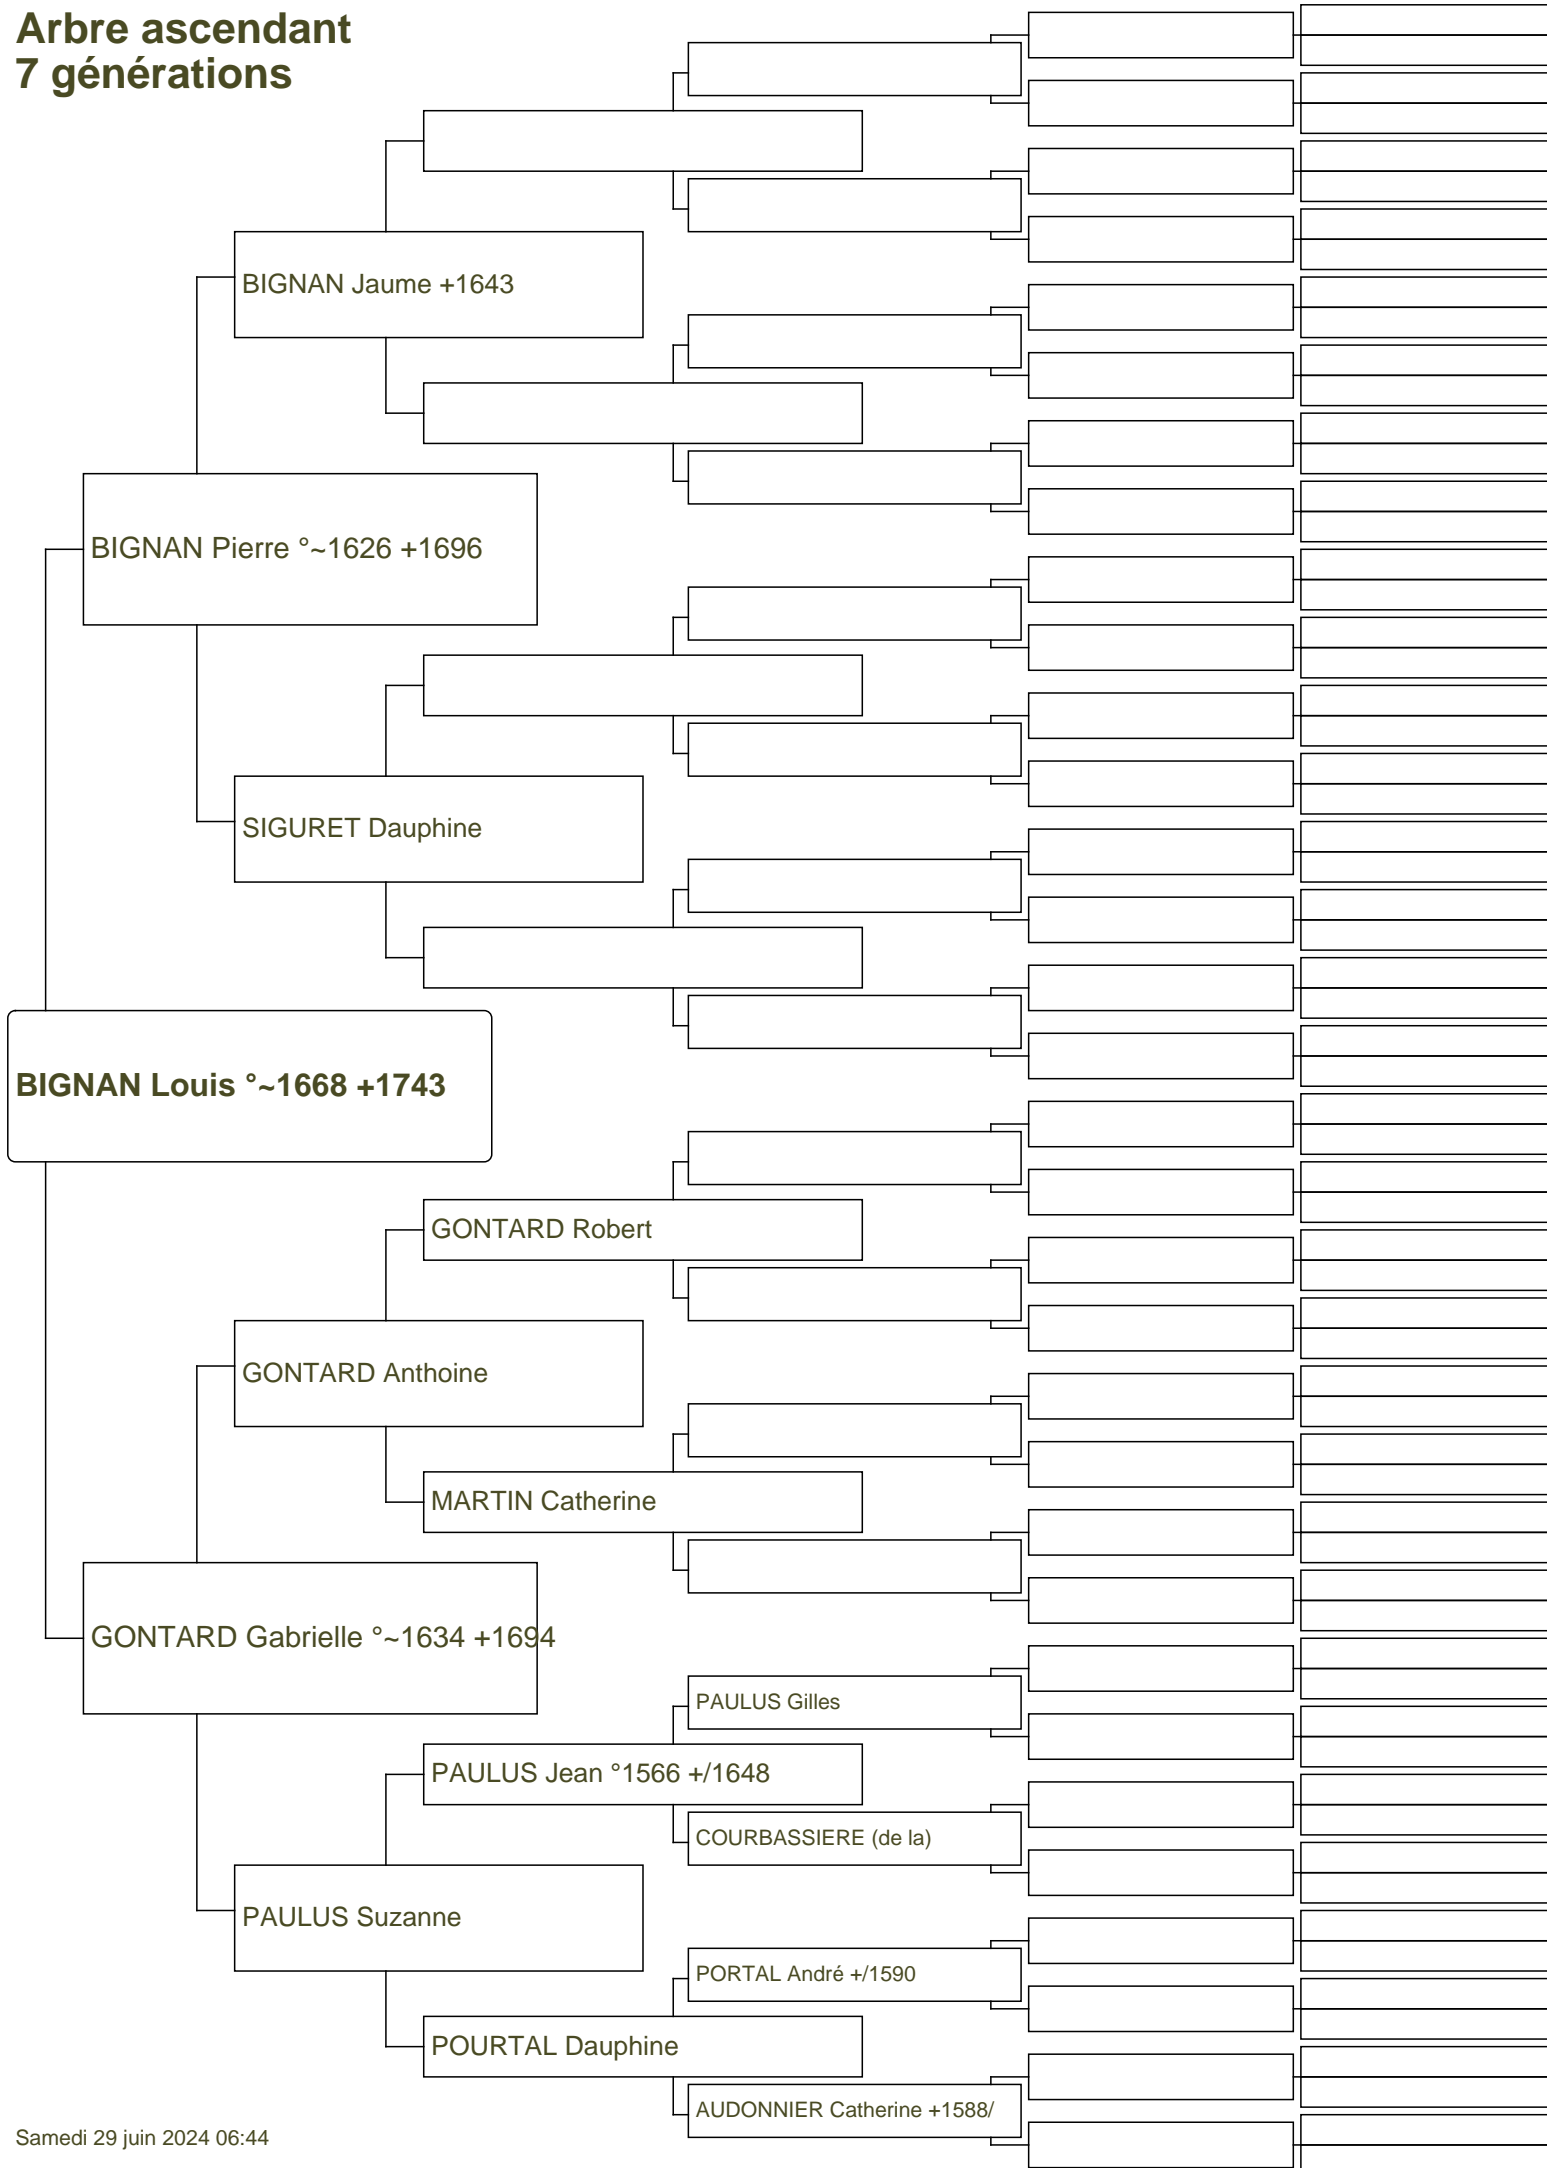 Arbre ascendant
7 générations
BIGNAN Jaume +1643
BIGNAN Pierre °~1626 +1696
SIGURET Dauphine
BIGNAN Louis °~1668 +1743
GONTARD Robert
GONTARD Anthoine
MARTIN Catherine
GONTARD Gabrielle °~1634 +1694
PAULUS Gilles
PAULUS Jean °1566 +/1648
COURBASSIERE (de la)
PAULUS Suzanne
PORTAL André +/1590
POURTAL Dauphine
AUDONNIER Catherine +1588/
Samedi 29 juin 2024 06:44